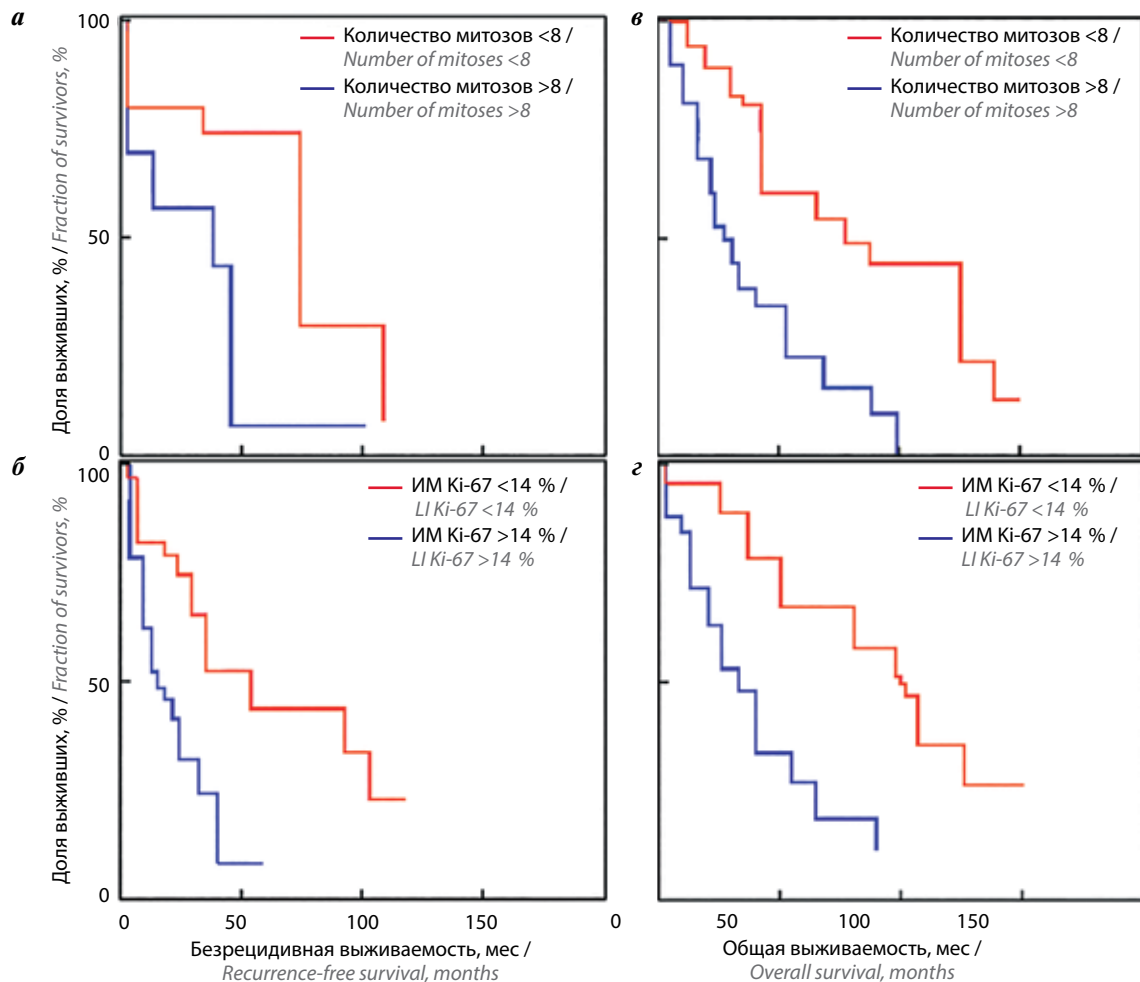 а
100
50
0
Доля выживших, % / Fraction of survivors, %
Количество митозов <8 /
Number of mitoses <8
Количество митозов >8 /
Number of mitoses >8
в
Количество митозов <8 /
Number of mitoses <8
Количество митозов >8 /
Number of mitoses >8
б
100
50
0
Доля выживших, % / Fraction of survivors, %
ИМ Ki-67 <14 % /
LI Ki-67 <14 %
ИМ Ki-67 >14 % /
LI Ki-67 >14 %
0 50 100 150
Безрецидивная выживаемость, мес /
Recurrence-free survival, months
г
ИМ Ki-67 <14 % /
LI Ki-67 <14 %
ИМ Ki-67 >14 % /
LI Ki-67 >14 %
0 50 100 150
Общая выживаемость, мес /
Overall survival, months